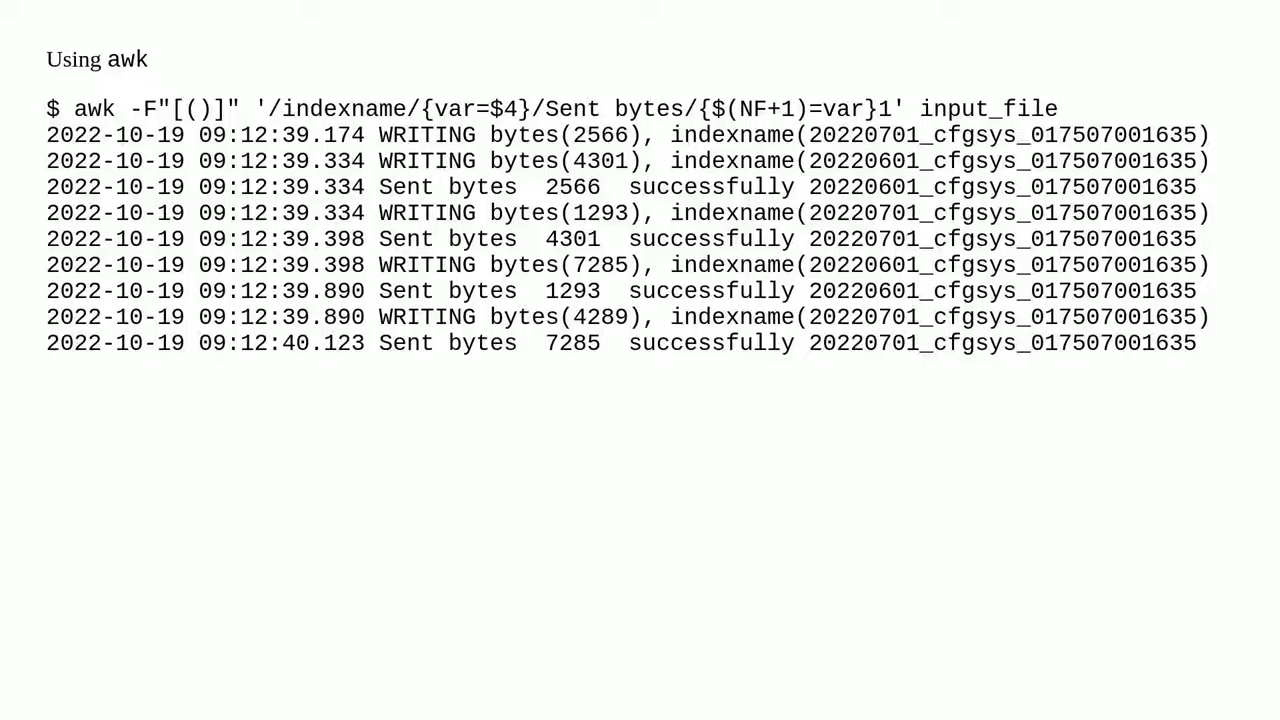 Using awk
$ awk -F"[()]" '/indexname/{var=$4}/Sent bytes/{$(NF+1)=var}1' input_file
2022-10-19 09:12:39.174 WRITING bytes(2566), indexname(20220701_cfgsys_017507001635)
2022-10-19 09:12:39.334 WRITING bytes(4301), indexname(20220601_cfgsys_017507001635)
2022-10-19 09:12:39.334 Sent bytes  2566  successfully 20220601_cfgsys_017507001635
2022-10-19 09:12:39.334 WRITING bytes(1293), indexname(20220701_cfgsys_017507001635)
2022-10-19 09:12:39.398 Sent bytes  4301  successfully 20220701_cfgsys_017507001635
2022-10-19 09:12:39.398 WRITING bytes(7285), indexname(20220601_cfgsys_017507001635)
2022-10-19 09:12:39.890 Sent bytes  1293  successfully 20220601_cfgsys_017507001635
2022-10-19 09:12:39.890 WRITING bytes(4289), indexname(20220701_cfgsys_017507001635)
2022-10-19 09:12:40.123 Sent bytes  7285  successfully 20220701_cfgsys_017507001635